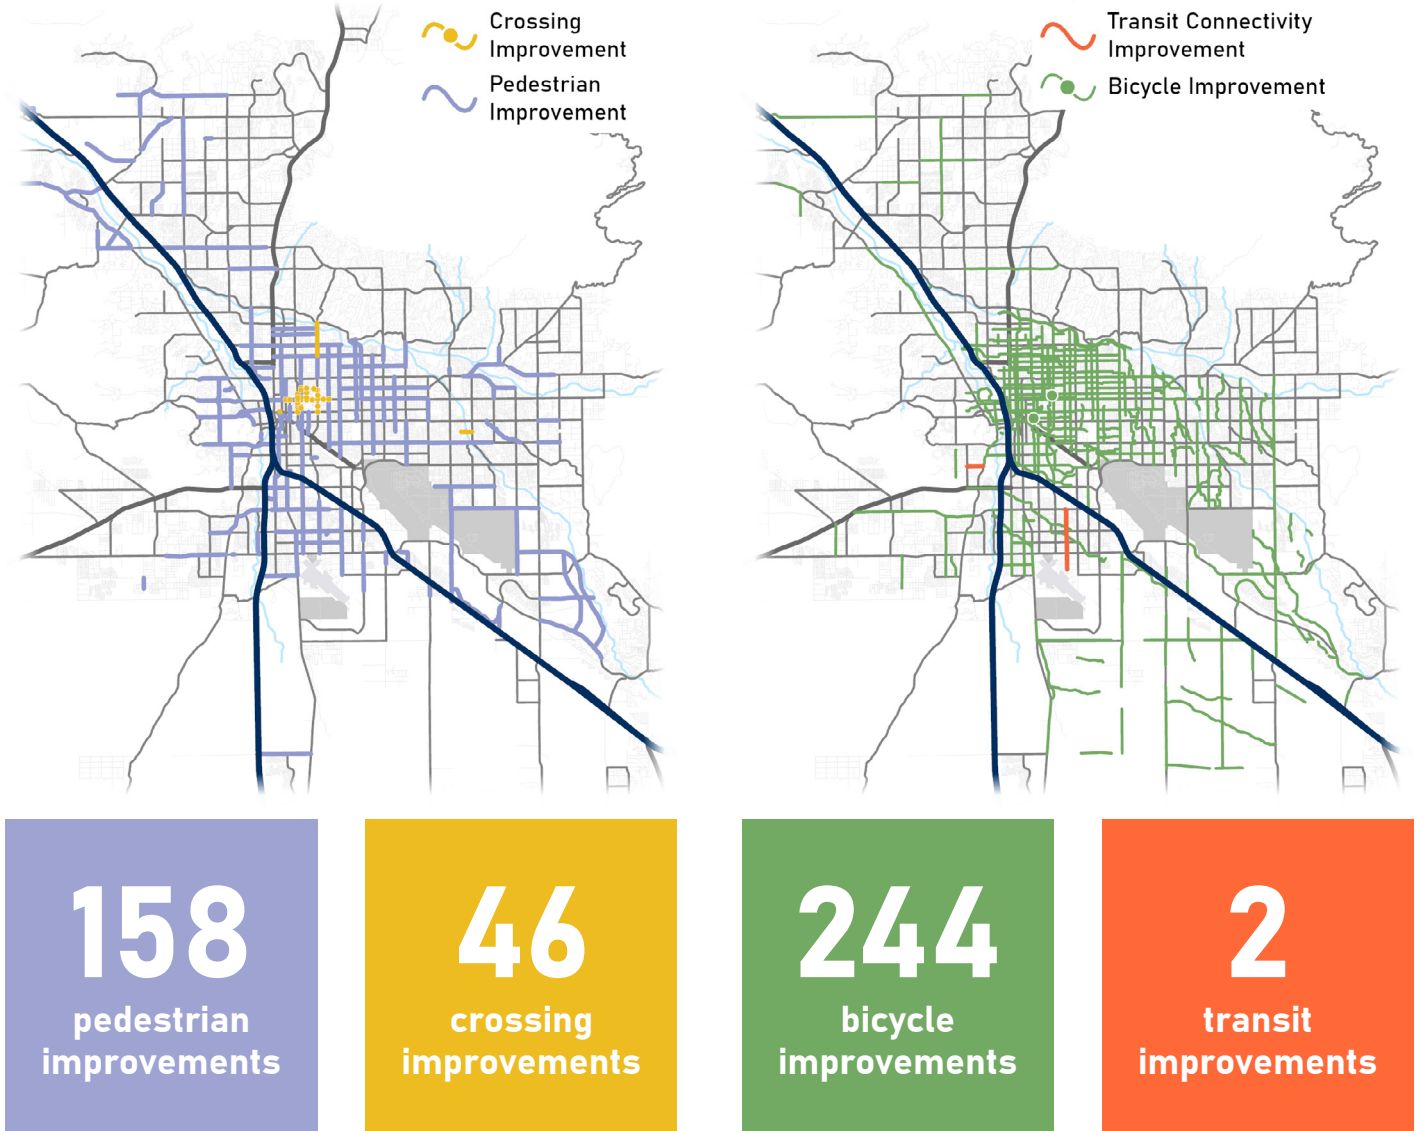 Crossing
Improvement
Pedestrian
Improvement
Transit Connectivity
Improvement
Bicycle Improvement
158
pedestrian
improvements
46
crossing
improvements
244
bicycle
improvements
2
transit
improvements